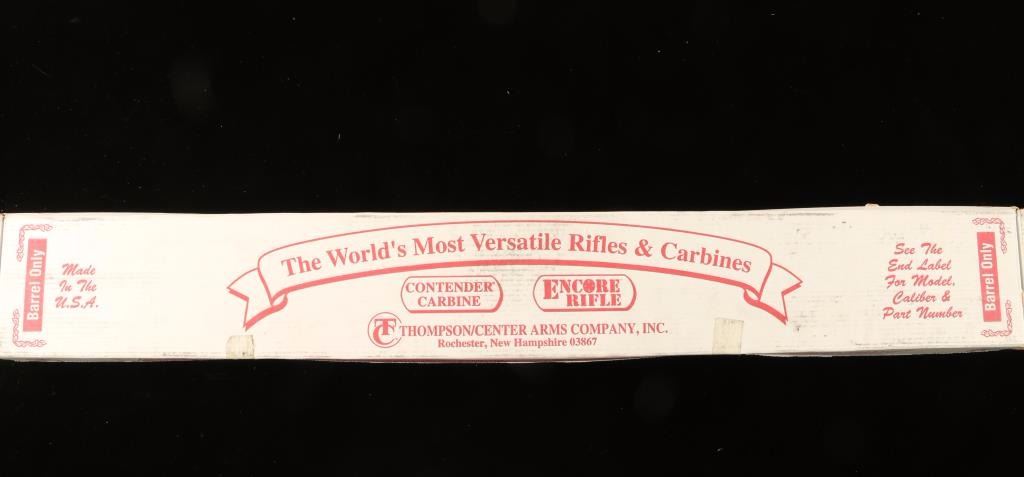 Barrel Only
Made
In The
U.S.A.
The World's Most Versatile Rifles & Carbines
CONTENDER
CARBINE
ENCORE
RIFLE
TC THOMPSON/CENTER ARMS COMPANY, INC.
Rochester, New Hampshire 03867
See The
End Label
For Model,
Caliber &
Part Number
Barrel Only